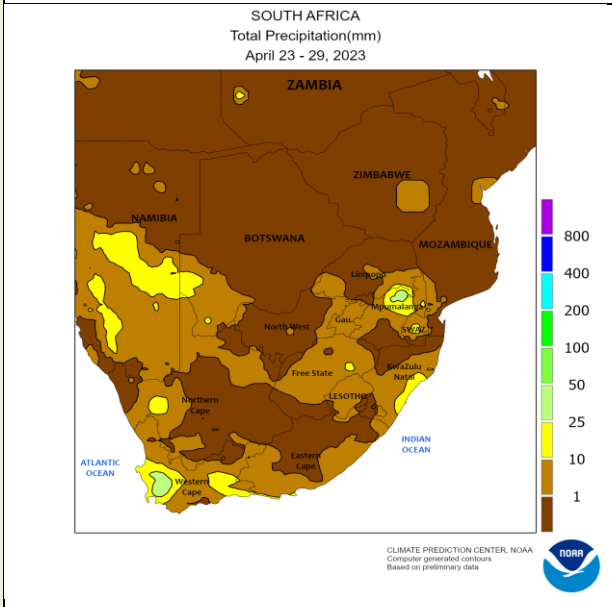 SOUTH AFRICA
Total Precipitation(mm)
April 23 - 29, 2023
ZAMBIA
ZIMBABWE
NAMIBIA
BOTSWANA
MOZAMBIQUE
Limpopo
Mpumalanga
North West
Gau.
SWAZ.
Free State
KwaZulu
Natal
LESOTHO
Northern
Cape
Eastern
Cape
Western
Cape
ATLANTIC
OCEAN
INDIAN
OCEAN
800
400
200
100
50
25
10
1
CLIMATE PREDICTION CENTER, NOAA
Computer generated contours
Based on preliminary data
NOAA